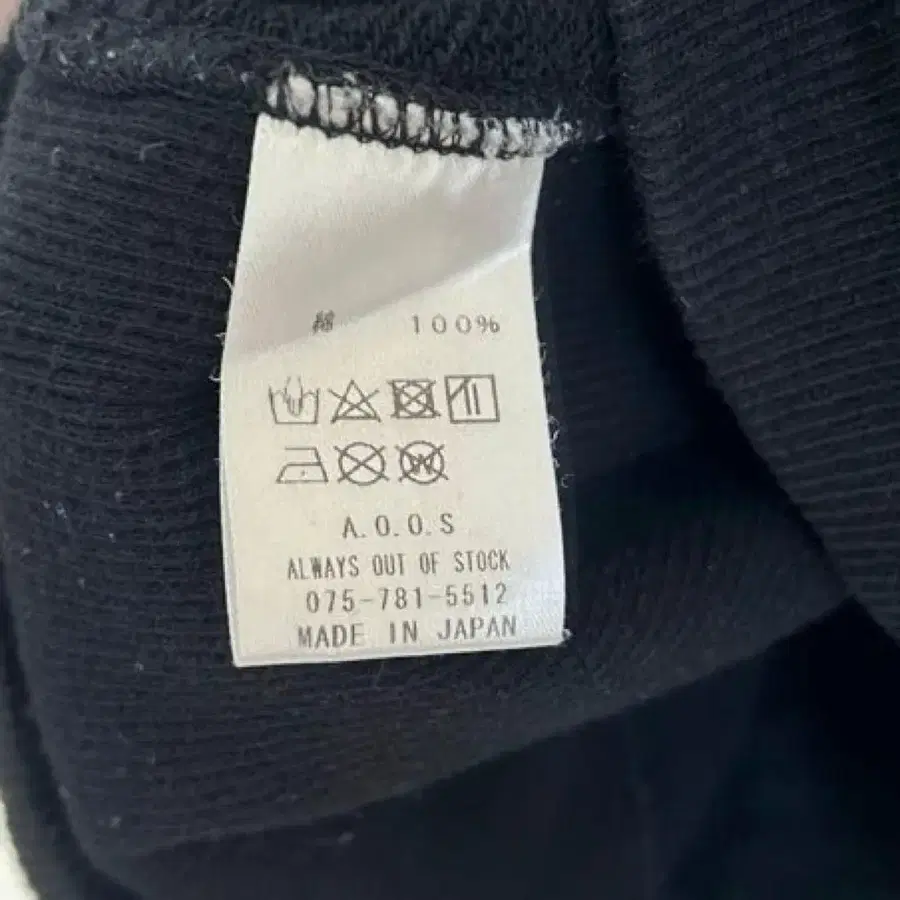 綿 100%
A.O.O.S
ALWAYS OUT OF STOCK
075-781-5512
MADE IN JAPAN